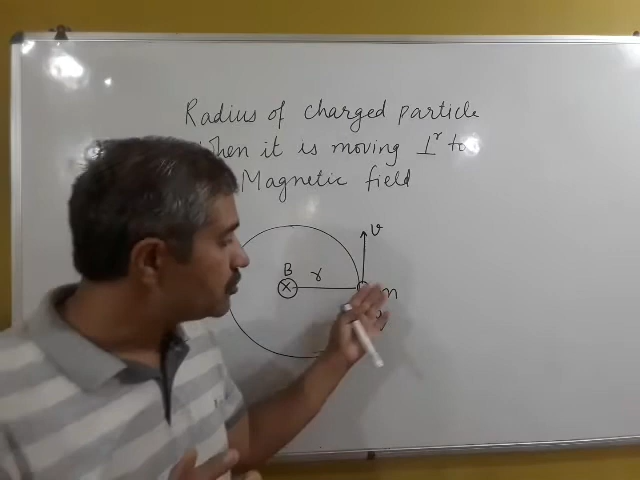 Radius of charged particle
When it is moving ⊥ʳ to
Magnetic field
v
B
r
m